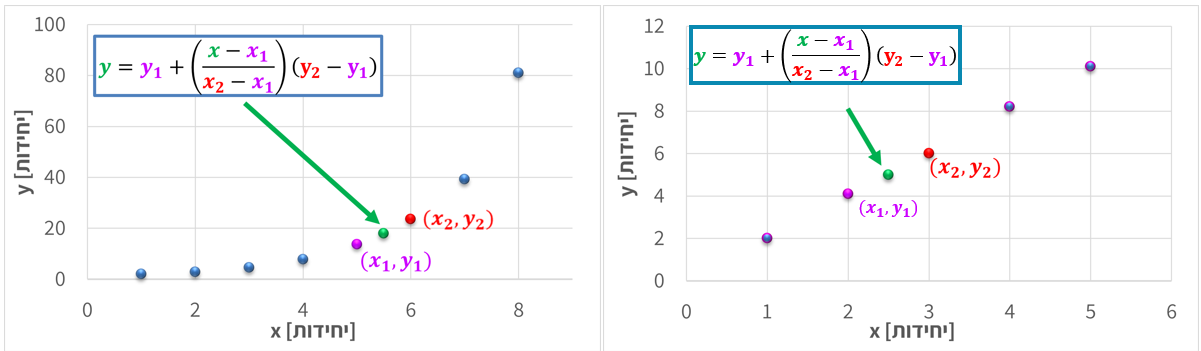 100
80
60
40
20
0
y = y₁ + ((x − x₁)/(x₂ − x₁))(y₂ − y₁)
(x₂, y₂)
(x₁, y₁)
0 2 4 6 8
x [יחידות]
y [יחידות]
12
10
8
6
4
2
0
y = y₁ + ((x − x₁)/(x₂ − x₁))(y₂ − y₁)
(x₂, y₂)
(x₁, y₁)
0 1 2 3 4 5 6
x [יחידות]
y [יחידות]